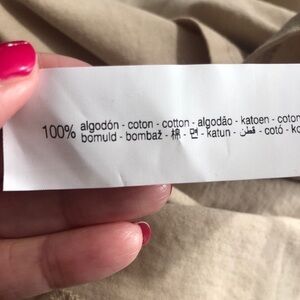 100% algodón - coton - cotton - algodão - katoen - coton
bomuld - bombaž - 棉 - 면 - katun - قطن - cotó - ko